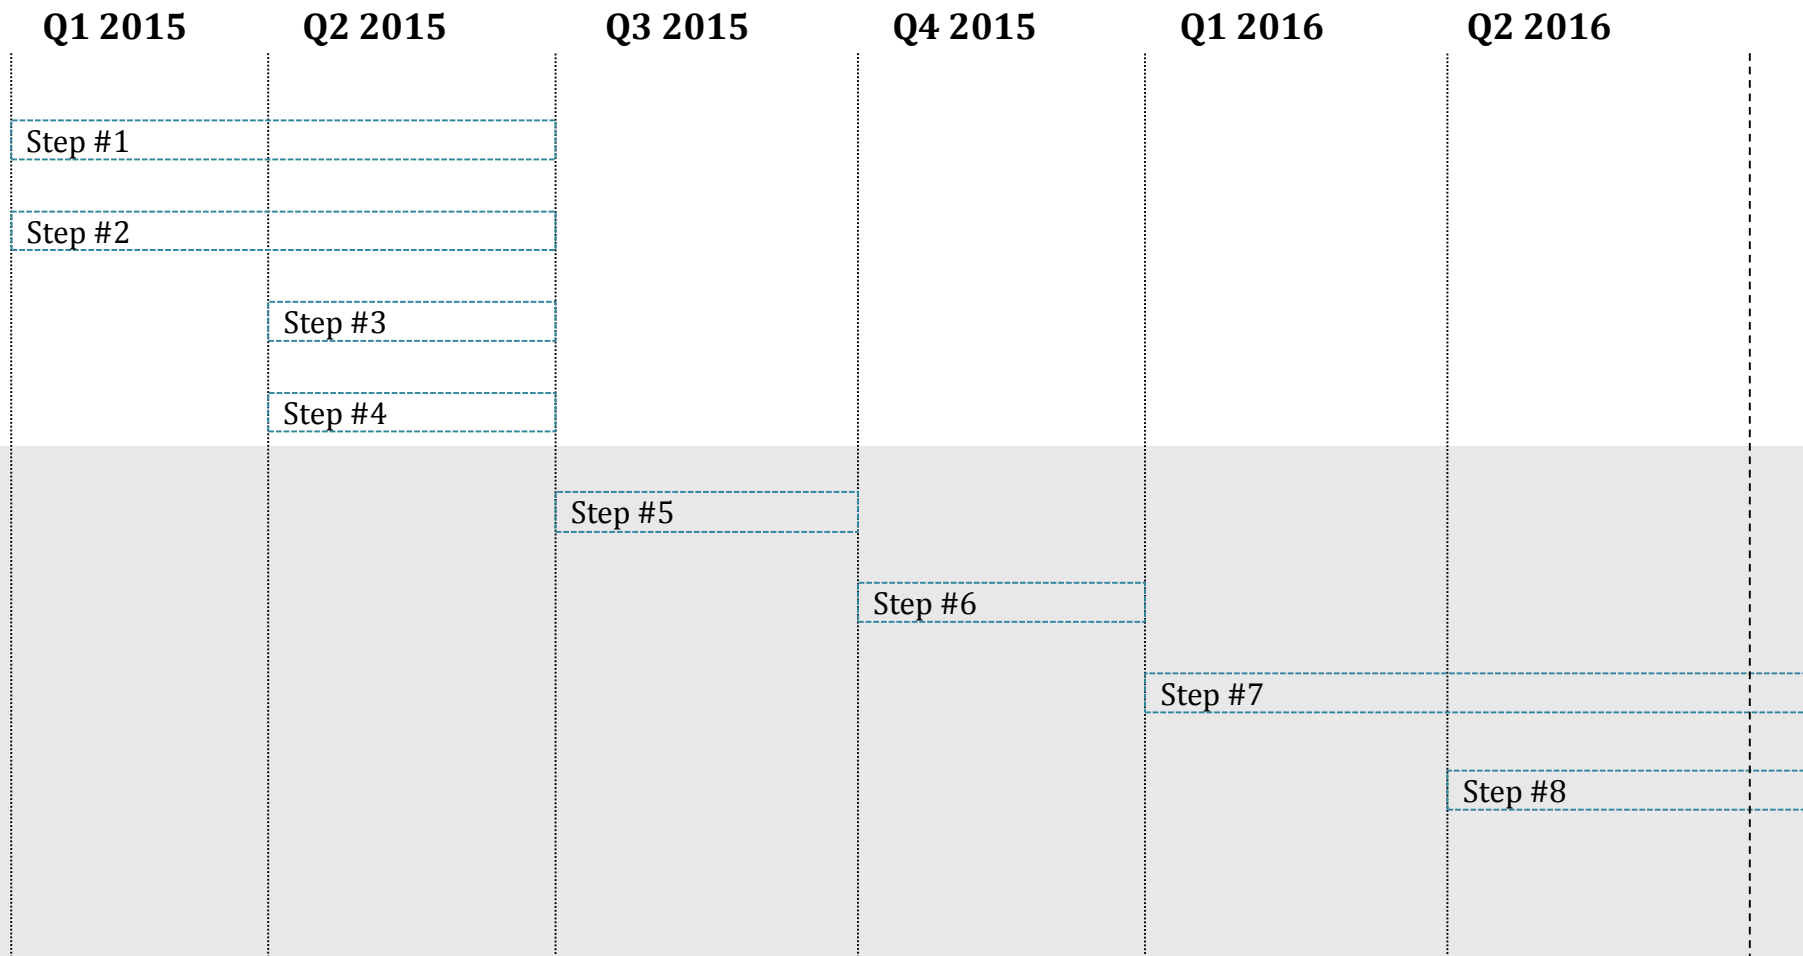 Q1 2015 Q2 2015 Q3 2015 Q4 2015 Q1 2016 Q2 2016
Step #1
Step #2
Step #3
Step #4
Step #5
Step #6
Step #7
Step #8